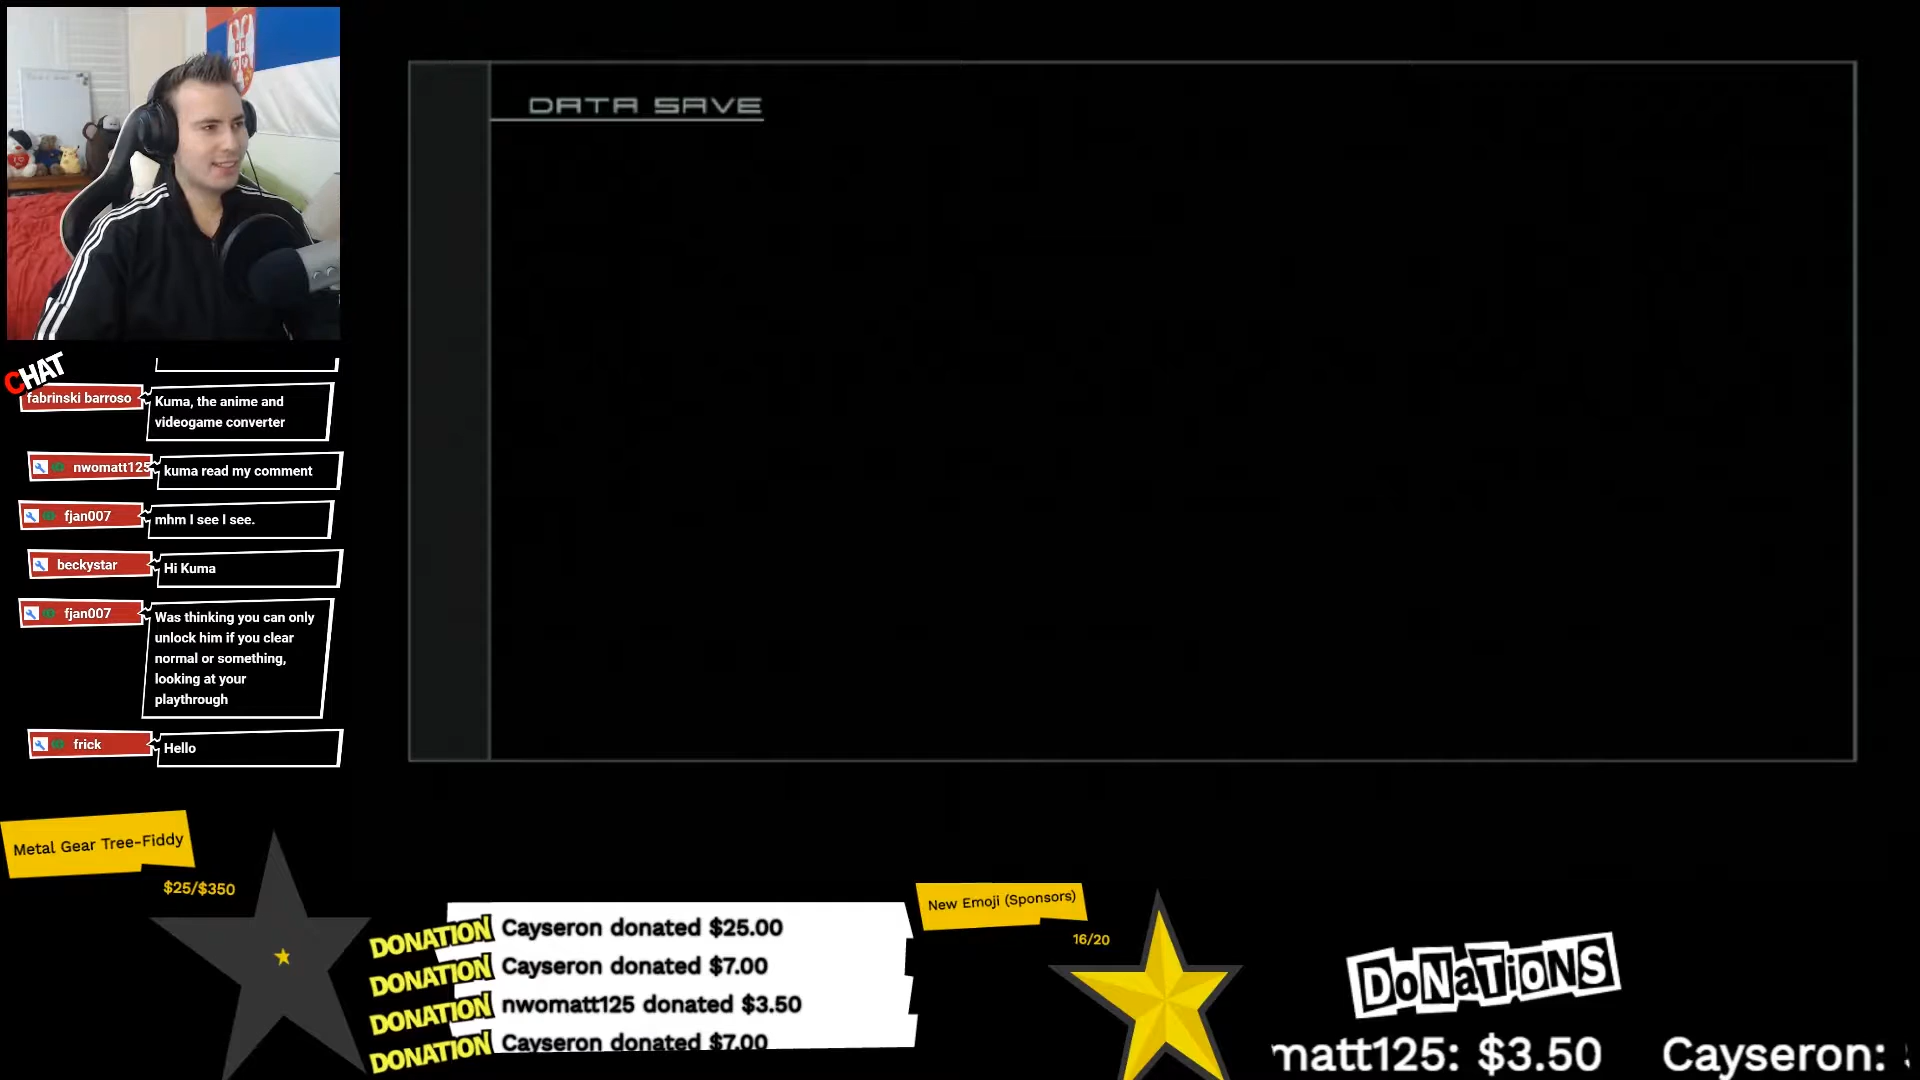 DATA SAVE
CHAT
fabrinski barroso
Kuma, the anime and
videogame converter
nwomatt125
kuma read my comment
fjan007
mhm I see I see.
beckystar
Hi Kuma
fjan007
Was thinking you can only
unlock him if you clear
normal or something,
looking at your
playthrough
frick
Hello
Metal Gear Tree-Fiddy
$25/$350
DONATION Cayseron donated $25.00
DONATION Cayseron donated $7.00
DONATION nwomatt125 donated $3.50
DONATION Cayseron donated $7.00
New Emoji (Sponsors)
16/20
DoNaTioNS
matt125: $3.50 Cayseron: